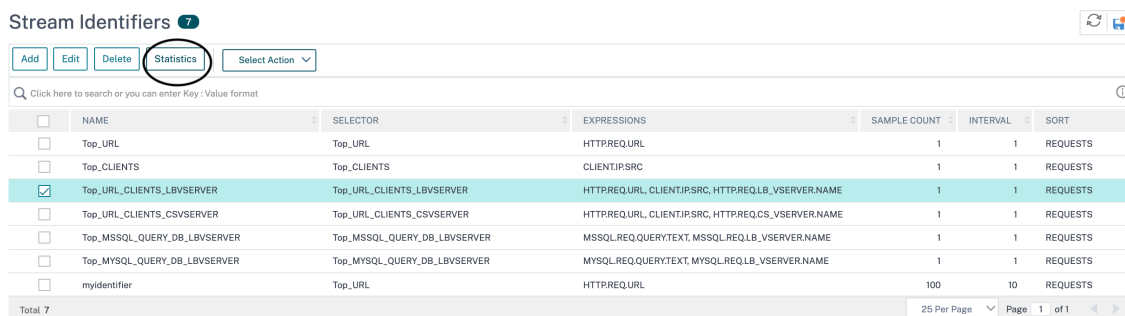 Stream Identifiers 7
Add Edit Delete Statistics Select Action
Click here to search or you can enter Key : Value format
NAME SELECTOR EXPRESSIONS SAMPLE COUNT INTERVAL SORT
Top_URL Top_URL HTTP.REQ.URL 1 1 REQUESTS
Top_CLIENTS Top_CLIENTS CLIENT.IP.SRC 1 1 REQUESTS
Top_URL_CLIENTS_LBVSERVER Top_URL_CLIENTS_LBVSERVER HTTP.REQ.URL, CLIENT.IP.SRC, HTTP.REQ.LB_VSERVER.NAME 1 1 REQUESTS
Top_URL_CLIENTS_CSVSERVER Top_URL_CLIENTS_CSVSERVER HTTP.REQ.URL, CLIENT.IP.SRC, HTTP.REQ.CS_VSERVER.NAME 1 1 REQUESTS
Top_MSSQL_QUERY_DB_LBVSERVER Top_MSSQL_QUERY_DB_LBVSERVER MSSQL.REQ.QUERY.TEXT, MSSQL.REQ.LB_VSERVER.NAME 1 1 REQUESTS
Top_MYSQL_QUERY_DB_LBVSERVER Top_MYSQL_QUERY_DB_LBVSERVER MYSQL.REQ.QUERY.TEXT, MYSQL.REQ.LB_VSERVER.NAME 1 1 REQUESTS
myidentifier Top_URL HTTP.REQ.URL 100 10 REQUESTS
Total 7 25 Per Page Page 1 of 1